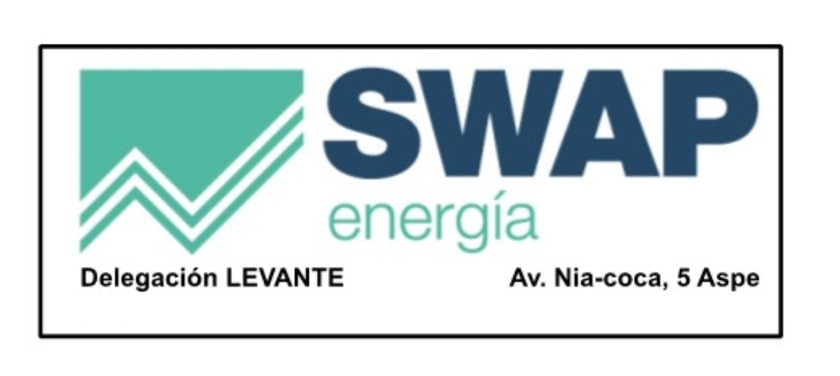 SWAP
energía
Delegación LEVANTE Av. Nia-coca, 5 Aspe